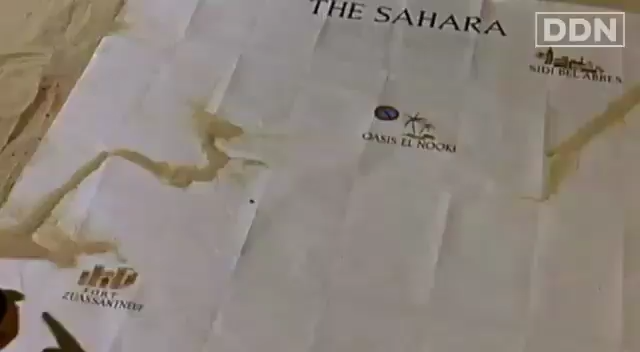 THE SAHARA
DDN
SIDI BEL ABBES
OASIS EL NOOKI
FORT
ZUASSANTNEUF